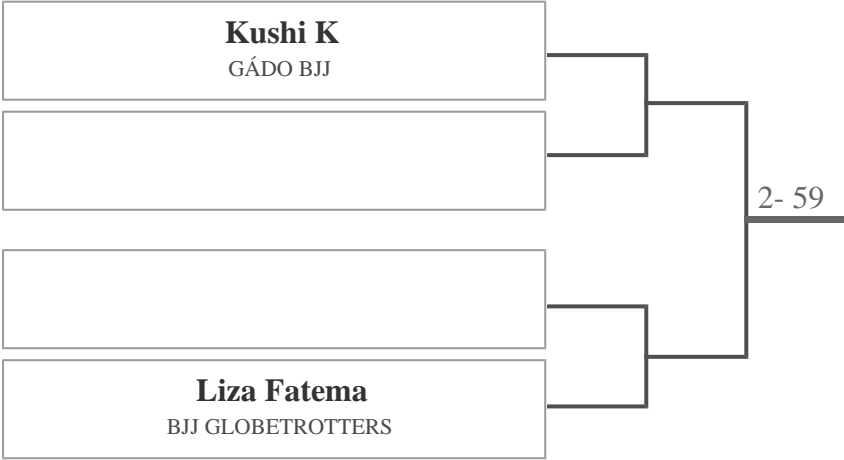 Kushi K
GÁDO BJJ
2- 59
Liza Fatema
BJJ GLOBETROTTERS